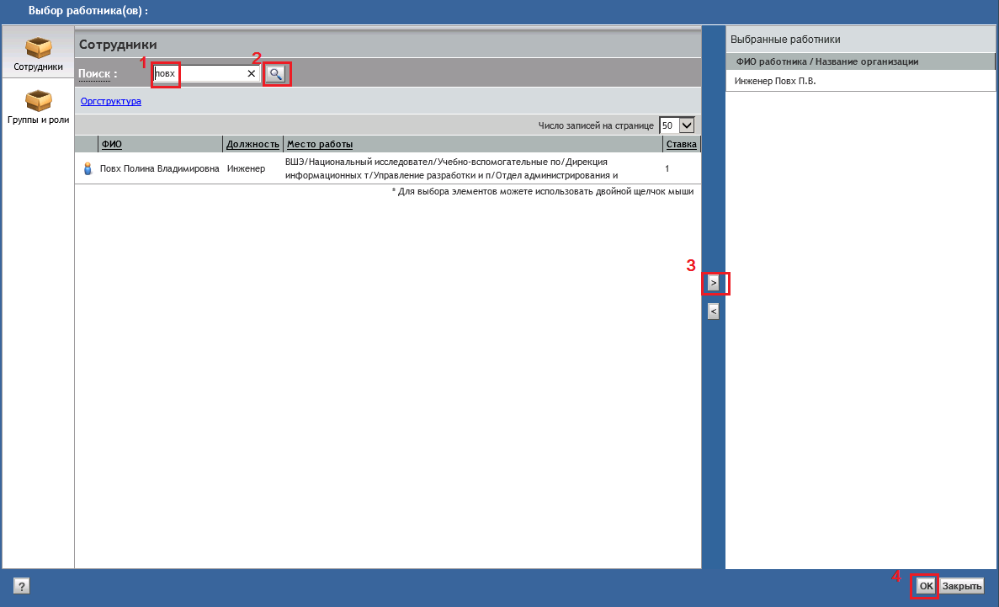 Выбор работника(ов) :
Сотрудники
Группы и роли
Сотрудники
1
2
Поиск :
повх
×
Оргструктура
Число записей на странице 50
ФИО Должность Место работы Ставка
Повх Полина Владимировна Инженер ВШЭ/Национальный исследовател/Учебно-вспомогательные по/Дирекция 1
информационных т/Управление разработки и п/Отдел администрирования и
* Для выбора элементов можете использовать двойной щелчок мыши
3
>
<
Выбранные работники
ФИО работника / Название организации
Инженер Повх П.В.
?
4
OK Закрыть